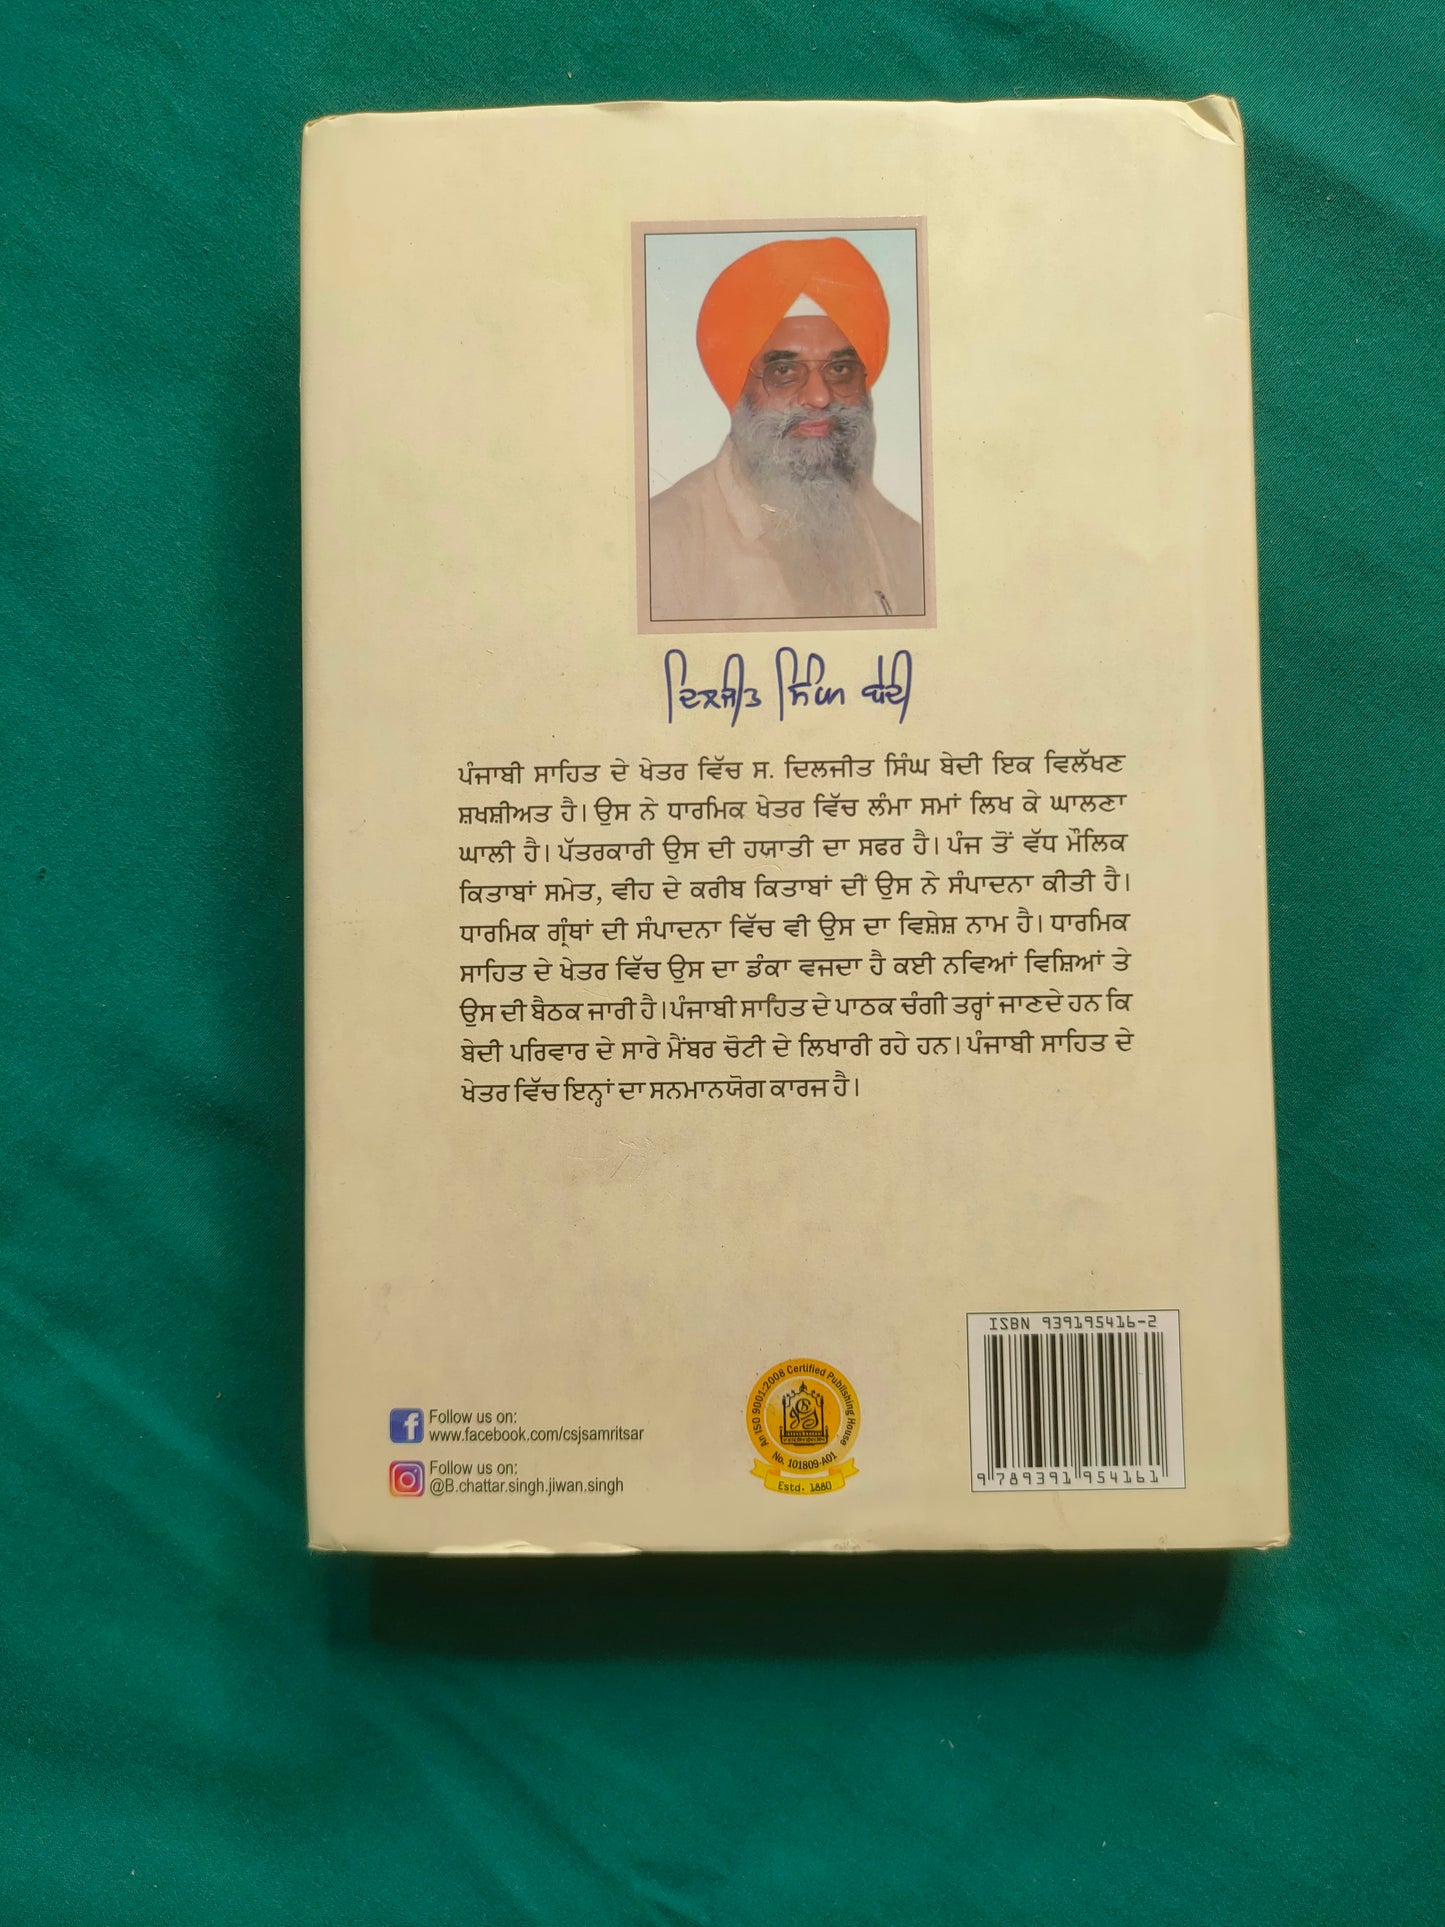 ਦਿਲਜੀਤ ਸਿੰਘ ਬੇਦੀ
ਪੰਜਾਬੀ ਸਾਹਿਤ ਦੇ ਖੇਤਰ ਵਿੱਚ ਸ. ਦਿਲਜੀਤ ਸਿੰਘ ਬੇਦੀ ਇਕ ਵਿਲੱਖਣ
ਸ਼ਖਸ਼ੀਅਤ ਹੈ। ਉਸ ਨੇ ਧਾਰਮਿਕ ਖੇਤਰ ਵਿੱਚ ਲੰਮਾ ਸਮਾਂ ਲਿਖ ਕੇ ਘਾਲਣਾ
ਘਾਲੀ ਹੈ। ਪੱਤਰਕਾਰੀ ਉਸ ਦੀ ਹਯਾਤੀ ਦਾ ਸਫਰ ਹੈ। ਪੰਜ ਤੋਂ ਵੱਧ ਮੌਲਿਕ
ਕਿਤਾਬਾਂ ਸਮੇਤ, ਵੀਹ ਦੇ ਕਰੀਬ ਕਿਤਾਬਾਂ ਦੀ ਉਸ ਨੇ ਸੰਪਾਦਨਾ ਕੀਤੀ ਹੈ।
ਧਾਰਮਿਕ ਗ੍ਰੰਥਾਂ ਦੀ ਸੰਪਾਦਨਾ ਵਿੱਚ ਵੀ ਉਸ ਦਾ ਵਿਸ਼ੇਸ਼ ਨਾਮ ਹੈ। ਧਾਰਮਿਕ
ਸਾਹਿਤ ਦੇ ਖੇਤਰ ਵਿੱਚ ਉਸ ਦਾ ਡੰਕਾ ਵਜਦਾ ਹੈ ਕਈ ਨਵਿਆਂ ਵਿਸ਼ਿਆਂ ਤੇ
ਉਸ ਦੀ ਬੈਠਕ ਜਾਰੀ ਹੈ। ਪੰਜਾਬੀ ਸਾਹਿਤ ਦੇ ਪਾਠਕ ਚੰਗੀ ਤਰ੍ਹਾਂ ਜਾਣਦੇ ਹਨ ਕਿ
ਬੇਦੀ ਪਰਿਵਾਰ ਦੇ ਸਾਰੇ ਮੈਂਬਰ ਚੋਟੀ ਦੇ ਲਿਖਾਰੀ ਰਹੇ ਹਨ। ਪੰਜਾਬੀ ਸਾਹਿਤ ਦੇ
ਖੇਤਰ ਵਿੱਚ ਇਨ੍ਹਾਂ ਦਾ ਸਨਮਾਨਯੋਗ ਕਾਰਜ ਹੈ।
Follow us on:
www.facebook.com/csjsamritsar
Follow us on:
@B.chattar.singh.jiwan.singh
An ISO 9001:2008 Certified Publishing House
No. 101809-A01
Estd. 1880
ISBN 939195416-2
9 789391 954161